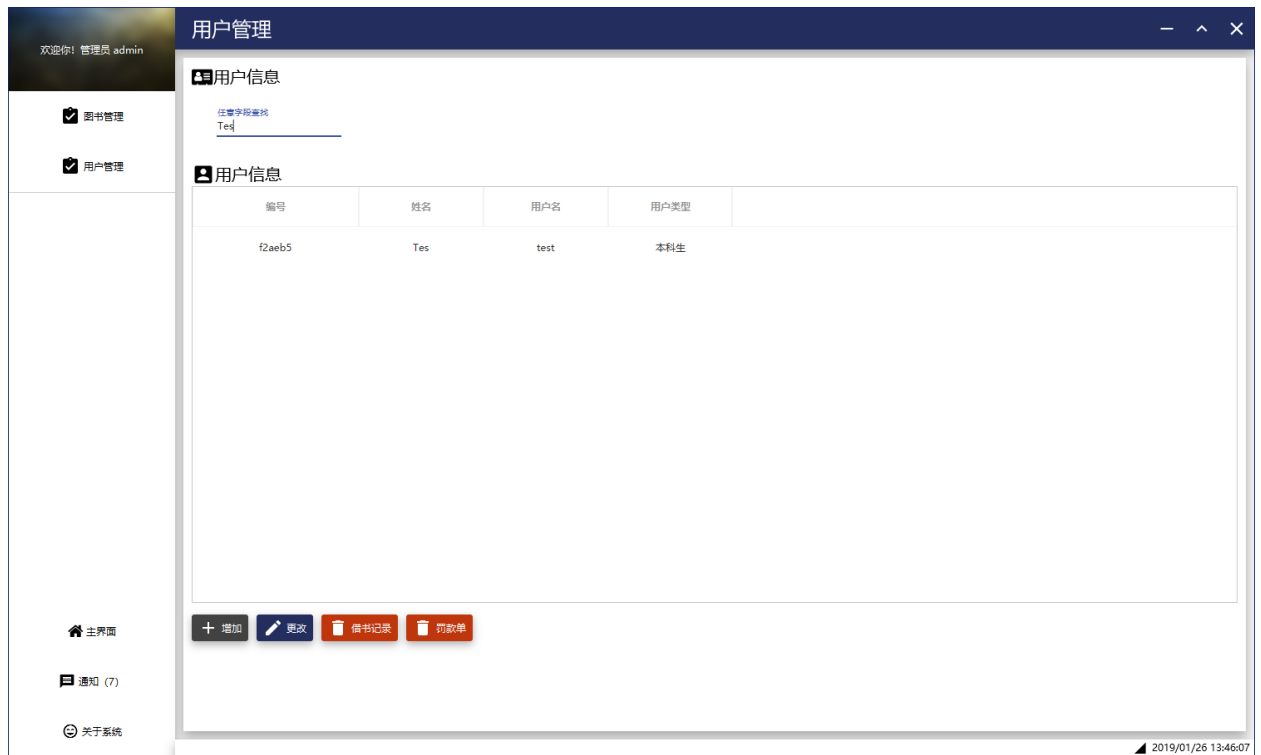 欢迎你！管理员 admin
图书管理
用户管理
主界面
通知（7）
关于系统
用户管理
用户信息
任意字段查找
Tes
用户信息
编号 姓名 用户名 用户类型
f2aeb5 Tes test 本科生
增加 更改 借书记录 罚款单
2019/01/26 13:46:07